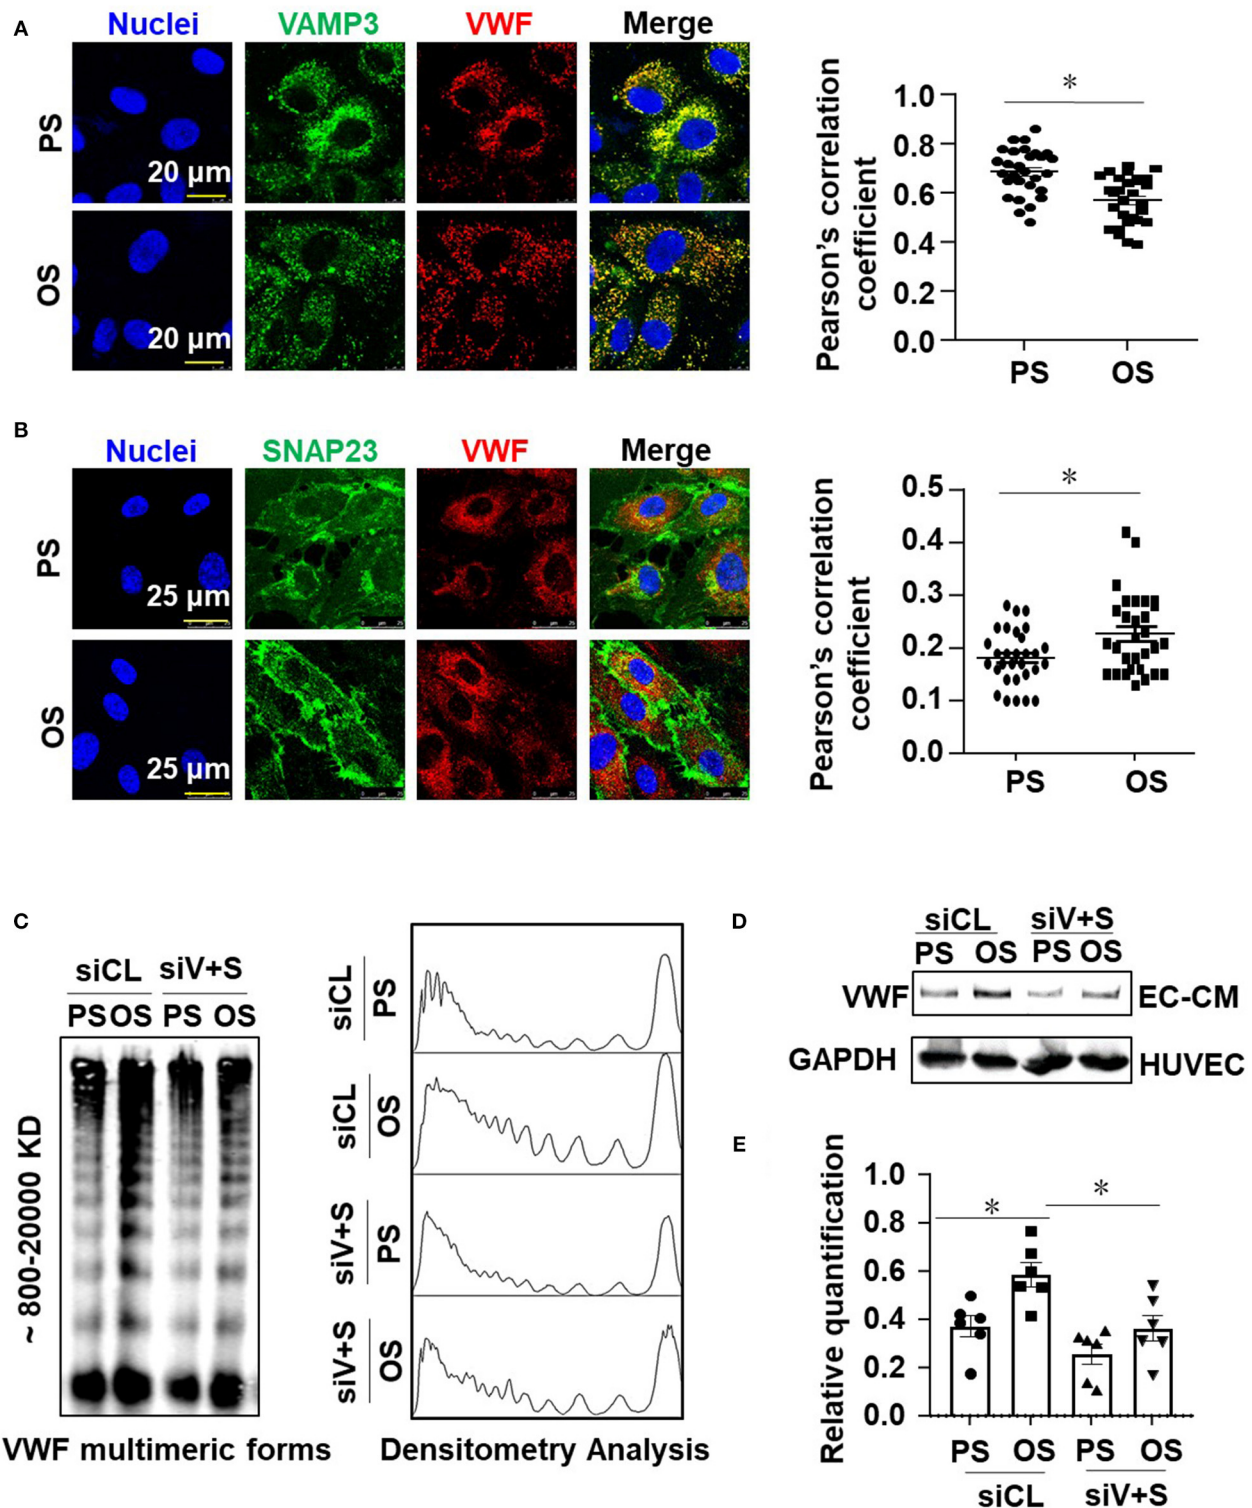 A
Nuclei VAMP3 VWF Merge
PS
20 µm
OS
20 µm
Pearson's correlation
coefficient
*
1.0
0.8
0.6
0.4
0.2
0.0
PS OS
B
Nuclei SNAP23 VWF Merge
PS
25 µm
OS
25 µm
Pearson's correlation
coefficient
*
0.5
0.4
0.3
0.2
0.1
0.0
PS OS
C
siCL siV+S
PS OS PS OS
~ 800-20000 KD
VWF multimeric forms
siCL PS
siCL OS
siV+S PS
siV+S OS
Densitometry Analysis
D
siCL siV+S
PS OS PS OS
VWF EC-CM
GAPDH HUVEC
E
Relative quantification
* *
1.0
0.8
0.6
0.4
0.2
0.0
PS OS PS OS
siCL siV+S